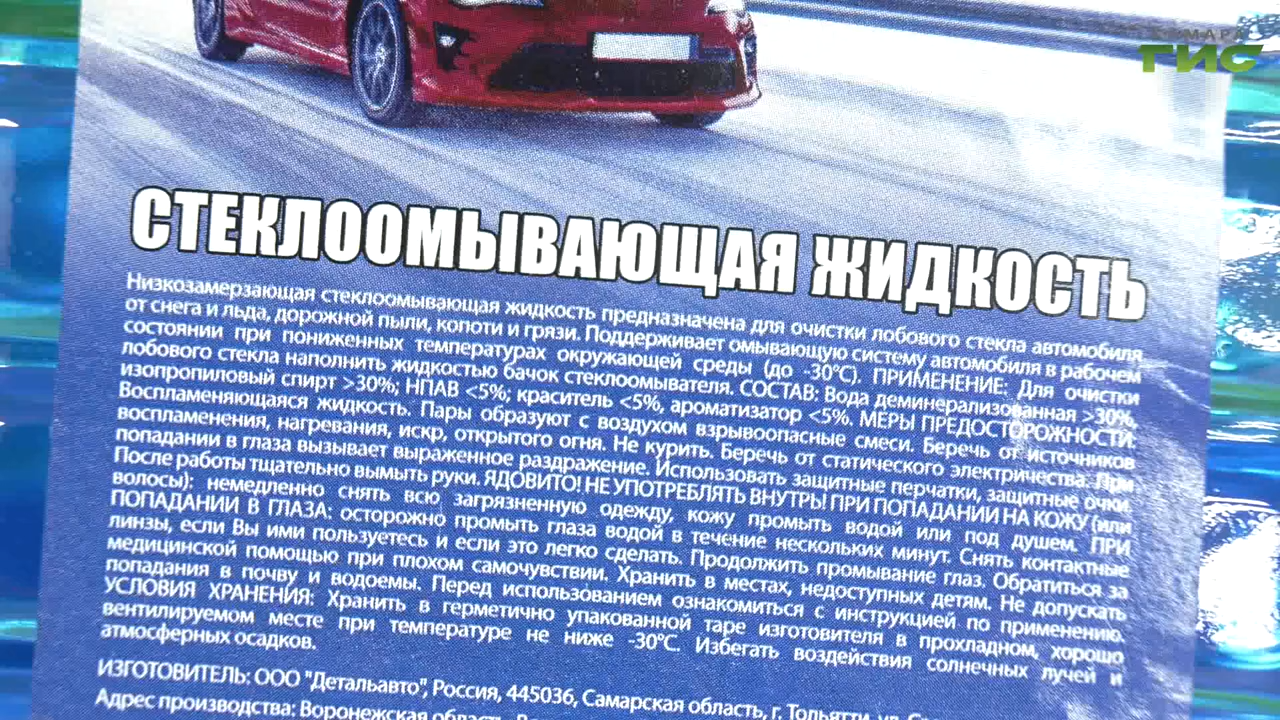 САМАРА
ГИС
СТЕКЛООМЫВАЮЩАЯ ЖИДКОСТЬ
Низкозамерзающая стеклоомывающая жидкость предназначена для очистки лобового стекла автомобиля
от снега и льда, дорожной пыли, копоти и грязи. Поддерживает омывающую систему автомобиля в рабочем
состоянии при пониженных температурах окружающей среды (до -30°C). ПРИМЕНЕНИЕ: Для очистки
лобового стекла наполнить жидкостью бачок стеклоомывателя. СОСТАВ: Вода деминерализованная >30%,
изопропиловый спирт >30%; НПАВ <5%; краситель <5%, ароматизатор <5%. МЕРЫ ПРЕДОСТОРОЖНОСТИ:
Воспламеняющаяся жидкость. Пары образуют с воздухом взрывоопасные смеси. Беречь от источников
воспламенения, нагревания, искр, открытого огня. Не курить. Беречь от статического электричества. При
попадании в глаза вызывает выраженное раздражение. Использовать защитные перчатки, защитные очки.
После работы тщательно вымыть руки. ЯДОВИТО! НЕ УПОТРЕБЛЯТЬ ВНУТРЬ! ПРИ ПОПАДАНИИ НА КОЖУ (или
волосы): немедленно снять всю загрязненную одежду, кожу промыть водой или под душем. ПРИ
ПОПАДАНИИ В ГЛАЗА: осторожно промыть глаза водой в течение нескольких минут. Снять контактные
линзы, если Вы ими пользуетесь и если это легко сделать. Продолжить промывание глаз. Обратиться за
медицинской помощью при плохом самочувствии. Хранить в местах, недоступных детям. Не допускать
попадания в почву и водоемы. Перед использованием ознакомиться с инструкцией по применению.
УСЛОВИЯ ХРАНЕНИЯ: Хранить в герметично упакованной таре изготовителя в прохладном, хорошо
вентилируемом месте при температуре не ниже -30°C. Избегать воздействия солнечных лучей и
атмосферных осадков.
ИЗГОТОВИТЕЛЬ: ООО "Детальавто", Россия, 445036, Самарская область, г. Тольятти, ул.
Адрес производства: Воронежская область,